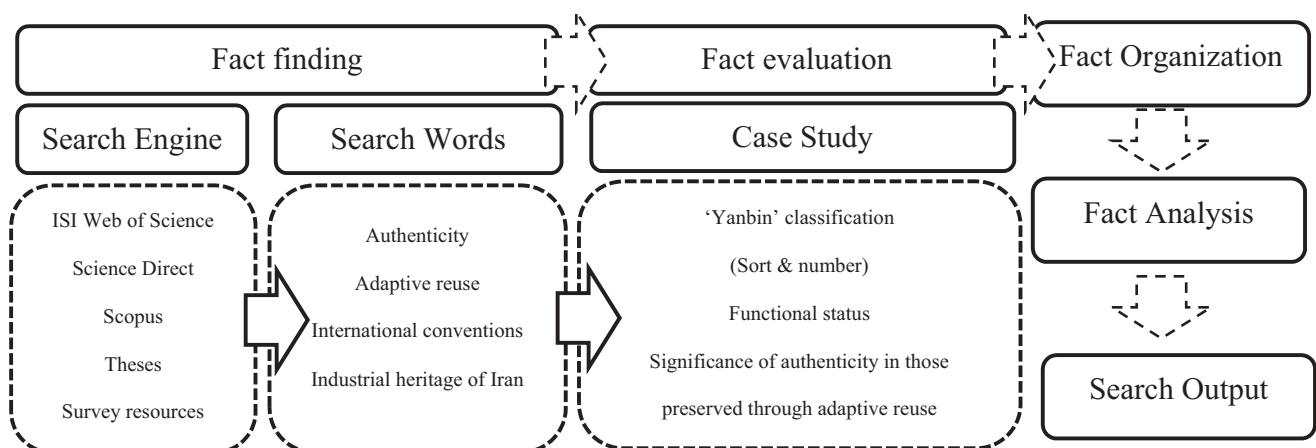 Fact finding
Fact evaluation
Fact Organization
Search Engine
Search Words
Case Study
ISI Web of Science
Science Direct
Scopus
Theses
Survey resources
Authenticity
Adaptive reuse
International conventions
Industrial heritage of Iran
‘Yanbin’ classification
(Sort & number)
Functional status
Significance of authenticity in those
preserved through adaptive reuse
Fact Analysis
Search Output